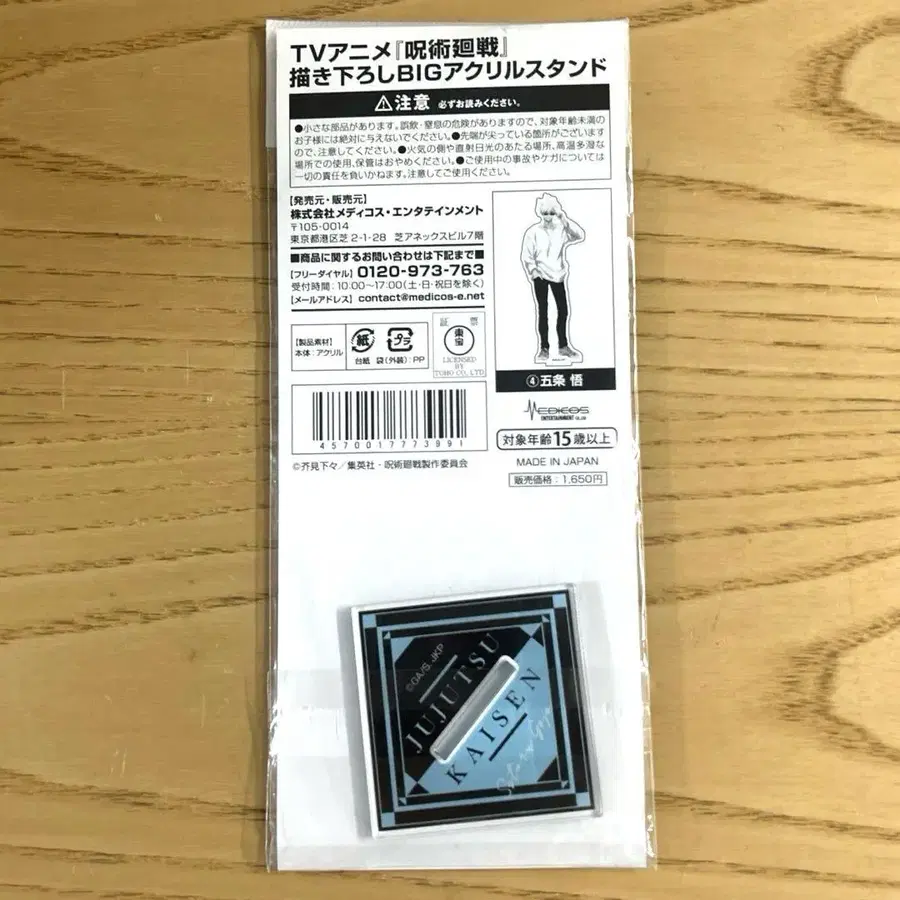 TVアニメ『呪術廻戦』
描き下ろしBIGアクリルスタンド
注意 必ずお読みください。
●小さな部品があります。誤飲・窒息の危険がありますので、対象年齢未満の
お子様には絶対に与えないでください。●先端が尖っている箇所がございます
ので、注意してください。●火気の側や直射日光のあたる場所、高温多湿な
場所での使用、保管はおやめください。●ご使用中の事故やケガについては
一切の責任を負いかねます。注意してご使用ください。
【発売元・販売元】
株式会社メディコス・エンタテインメント
〒105-0014
東京都港区芝2-1-28 芝アネックスビル7階
■商品に関するお問い合わせは下記まで■
【フリーダイヤル】0120-973-763
受付時間:10:00〜17:00(土・日・祝日を除く)
【メールアドレス】contact@medicos-e.net
【製品素材】
本体:アクリル
紙
台紙
プラ
袋(外装):PP
証 票
東宝
LICENSED
BY
TOHO CO., LTD
4570017773991
©芥見下々/集英社・呪術廻戦製作委員会
④五条 悟
MEDICOS
ENTERTAINMENT
対象年齢15歳以上
MADE IN JAPAN
販売価格:1,650円
©GA/S, JKP
JUJUTSU
KAISEN